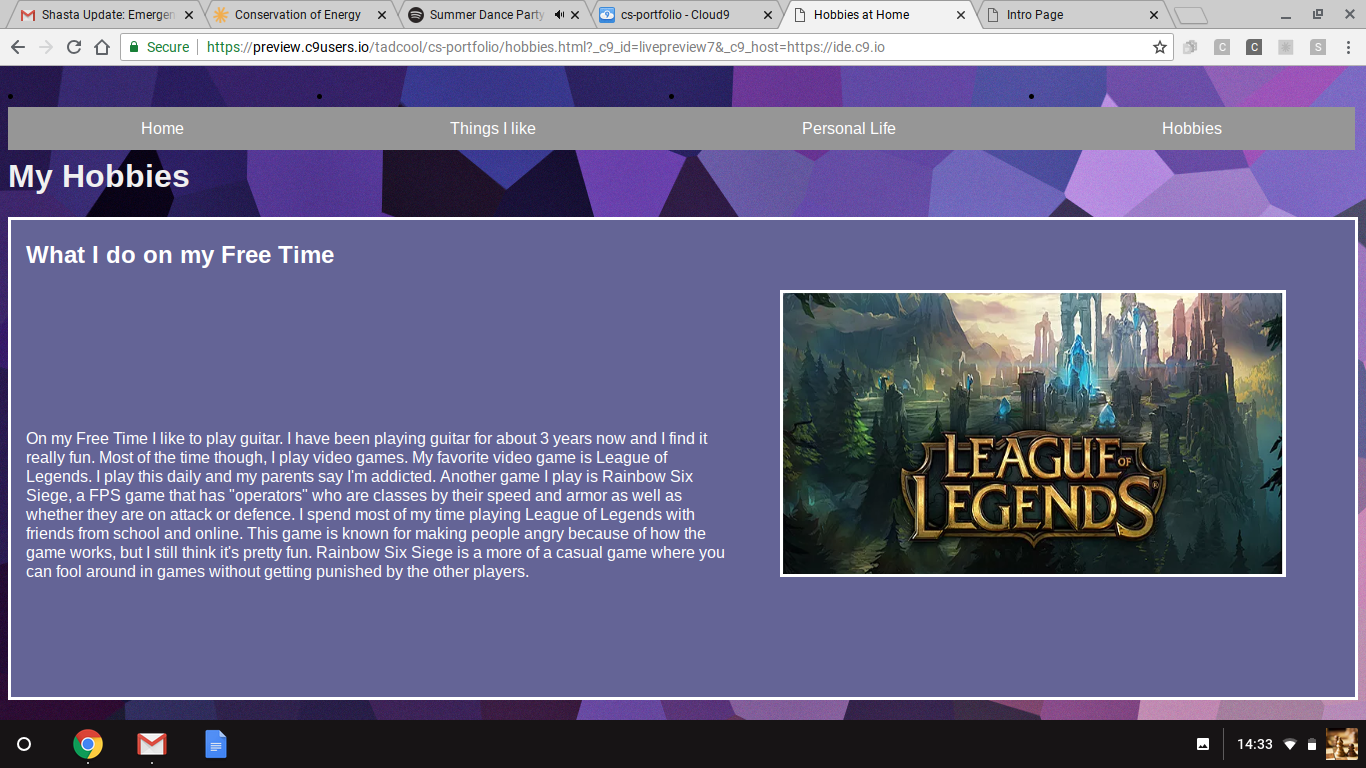 Shasta Update: Emergen
Conservation of Energy
Summer Dance Party
cs-portfolio - Cloud9
Hobbies at Home
Intro Page
Secure
https://preview.c9users.io/tadcool/cs-portfolio/hobbies.html?_c9_id=livepreview7&_c9_host=https://ide.c9.io
C
C
S
Home
Things I like
Personal Life
Hobbies
My Hobbies
What I do on my Free Time
On my Free Time I like to play guitar. I have been playing guitar for about 3 years now and I find it
really fun. Most of the time though, I play video games. My favorite video game is League of
Legends. I play this daily and my parents say I'm addicted. Another game I play is Rainbow Six
Siege, a FPS game that has "operators" who are classes by their speed and armor as well as
whether they are on attack or defence. I spend most of my time playing League of Legends with
friends from school and online. This game is known for making people angry because of how the
game works, but I still think it's pretty fun. Rainbow Six Siege is a more of a casual game where you
can fool around in games without getting punished by the other players.
LEAGUE OF
LEGENDS
14:33